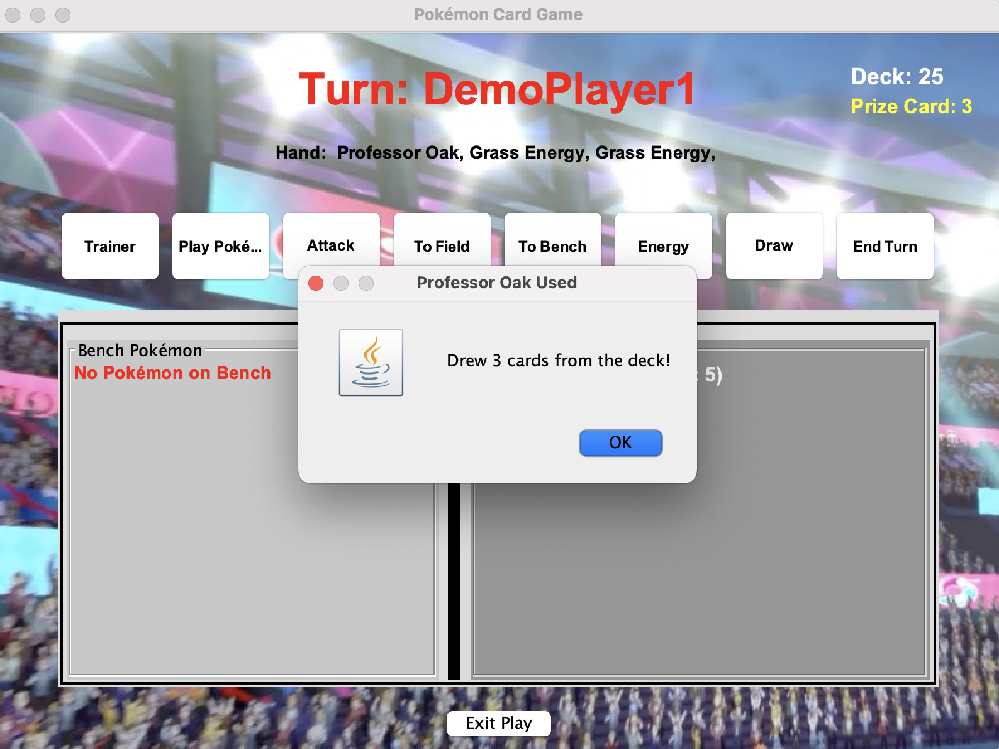 Pokémon Card Game
Turn: DemoPlayer1
Deck: 25
Prize Card: 3
Hand: Professor Oak, Grass Energy, Grass Energy,
Trainer
Play Poké...
Attack
To Field
To Bench
Energy
Draw
End Turn
Professor Oak Used
Drew 3 cards from the deck!
OK
Bench Pokémon
No Pokémon on Bench
: 5)
Exit Play